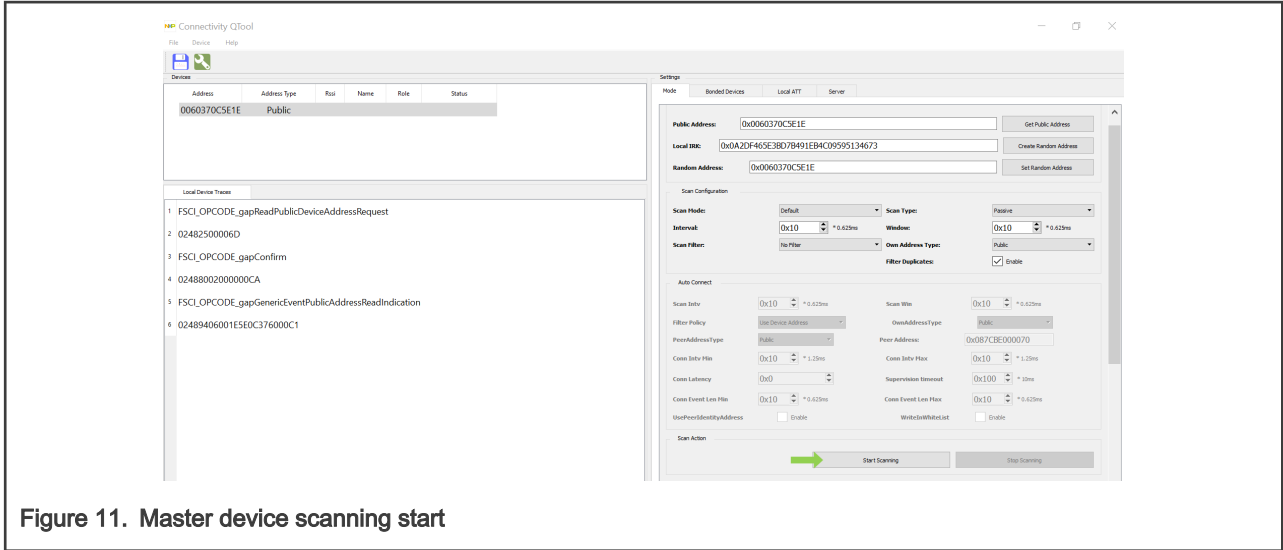 NXP Connectivity QTool
File Device Help
Devices
Address Address Type Rssi Name Role Status
0060370C5E1E Public
Local Device Traces
1 FSCI_OPCODE_gapReadPublicDeviceAddressRequest
2 02482500006D
3 FSCI_OPCODE_gapConfirm
4 02488002000000CA
5 FSCI_OPCODE_gapGenericEventPublicAddressReadIndication
6 02489406001E5E0C376000C1
Settings
Mode Bonded Devices Local ATT Server
Public Address: 0x0060370C5E1E Get Public Address
Local IRK: 0x0A2DF465E3BD7B491EB4C09595134673 Create Random Address
Random Address: 0x0060370C5E1E Set Random Address
Scan Configuration
Scan Mode: Default Scan Type: Passive
Interval: 0x10 * 0.625ms Window: 0x10 * 0.625ms
Scan Filter: No Filter Own Address Type: Public
Filter Duplicates: Enable
Auto Connect
Scan Intv 0x10 * 0.625ms Scan Win 0x10 * 0.625ms
Filter Policy Use Device Address OwnAddressType Public
PeerAddressType Public Peer Address: 0x087CBE000070
Conn Intv Min 0x10 * 1.25ms Conn Intv Max 0x10 * 1.25ms
Conn Latency 0x0 Supervision timeout 0x100 * 10ms
Conn Event Len Min 0x10 * 0.625ms Conn Event Len Max 0x10 * 0.625ms
UsePeerIdentityAddress Enable WriteInWhiteList Enable
Scan Action
Start Scanning Stop Scanning
Figure 11. Master device scanning start